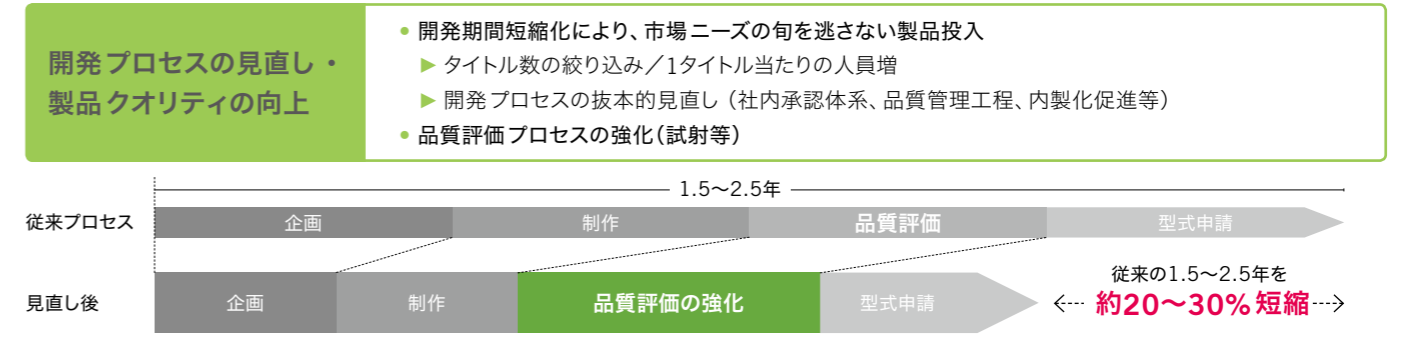 開発プロセスの見直し・
製品クオリティの向上
• 開発期間短縮化により、市場ニーズの旬を逃さない製品投入
▶ タイトル数の絞り込み／1タイトル当たりの人員増
▶ 開発プロセスの抜本的見直し（社内承認体系、品質管理工程、内製化促進等）
• 品質評価プロセスの強化（試射等）
1.5〜2.5年
従来プロセス 企画 制作 品質評価 型式申請
従来の1.5〜2.5年を
見直し後 企画 制作 品質評価の強化 型式申請 約20〜30%短縮